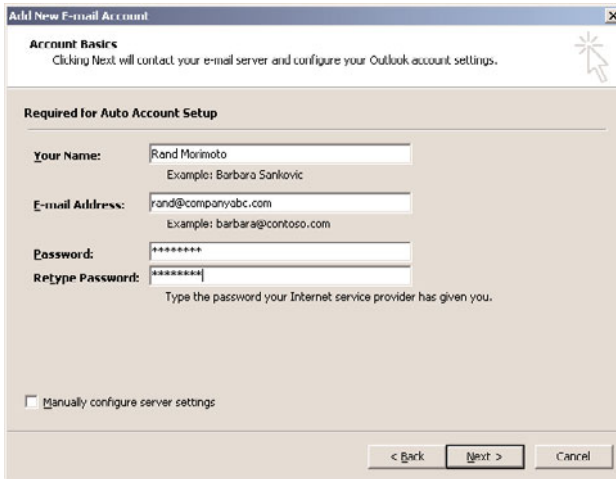 Add New E-mail Account
Account Basics
Clicking Next will contact your e-mail server and configure your Outlook account settings.
Required for Auto Account Setup
Your Name: Rand Morimoto
Example: Barbara Sankovic
E-mail Address: rand@companyabc.com
Example: barbara@contoso.com
Password: ********
Retype Password: ********
Type the password your Internet service provider has given you.
Manually configure server settings
< Back Next > Cancel